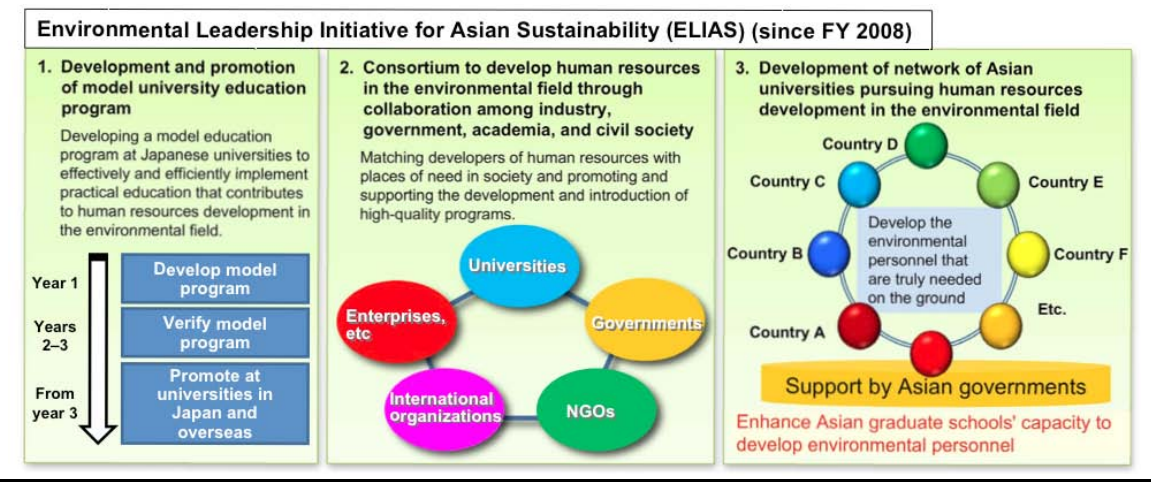 Environmental Leadership Initiative for Asian Sustainability (ELIAS) (since FY 2008)
1. Development and promotion
of model university education
program
Developing a model education
program at Japanese universities to
effectively and efficiently implement
practical education that contributes
to human resources development in
the environmental field.
Year 1
Develop model
program
Years
2–3
Verify model
program
From
year 3
Promote at
universities in
Japan and
overseas
2. Consortium to develop human resources
in the environmental field through
collaboration among industry,
government, academia, and civil society
Matching developers of human resources with
places of need in society and promoting and
supporting the development and introduction of
high-quality programs.
Universities
Enterprises,
etc
Governments
International
organizations
NGOs
3. Development of network of Asian
universities pursuing human resources
development in the environmental field
Country D
Country C
Country E
Country B
Country F
Country A
Etc.
Develop the
environmental
personnel that
are truly needed
on the ground
Support by Asian governments
Enhance Asian graduate schools' capacity to
develop environmental personnel